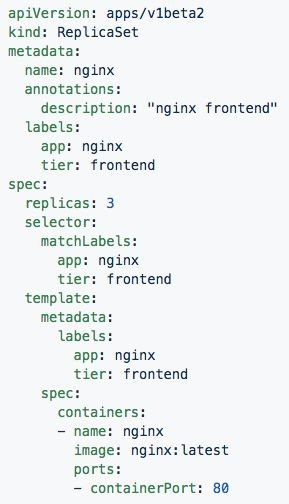 apiVersion: apps/v1beta2
kind: ReplicaSet
metadata:
  name: nginx
  annotations:
    description: "nginx frontend"
  labels:
    app: nginx
    tier: frontend
spec:
  replicas: 3
  selector:
    matchLabels:
      app: nginx
      tier: frontend
  template:
    metadata:
      labels:
        app: nginx
        tier: frontend
    spec:
      containers:
      - name: nginx
        image: nginx:latest
        ports:
        - containerPort: 80